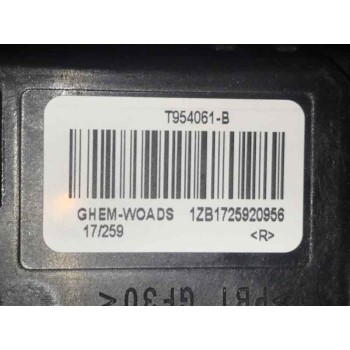 T954061-B
GHEM-WOADS 1ZB1725920956
17/259 <R>
>PBT GF30<